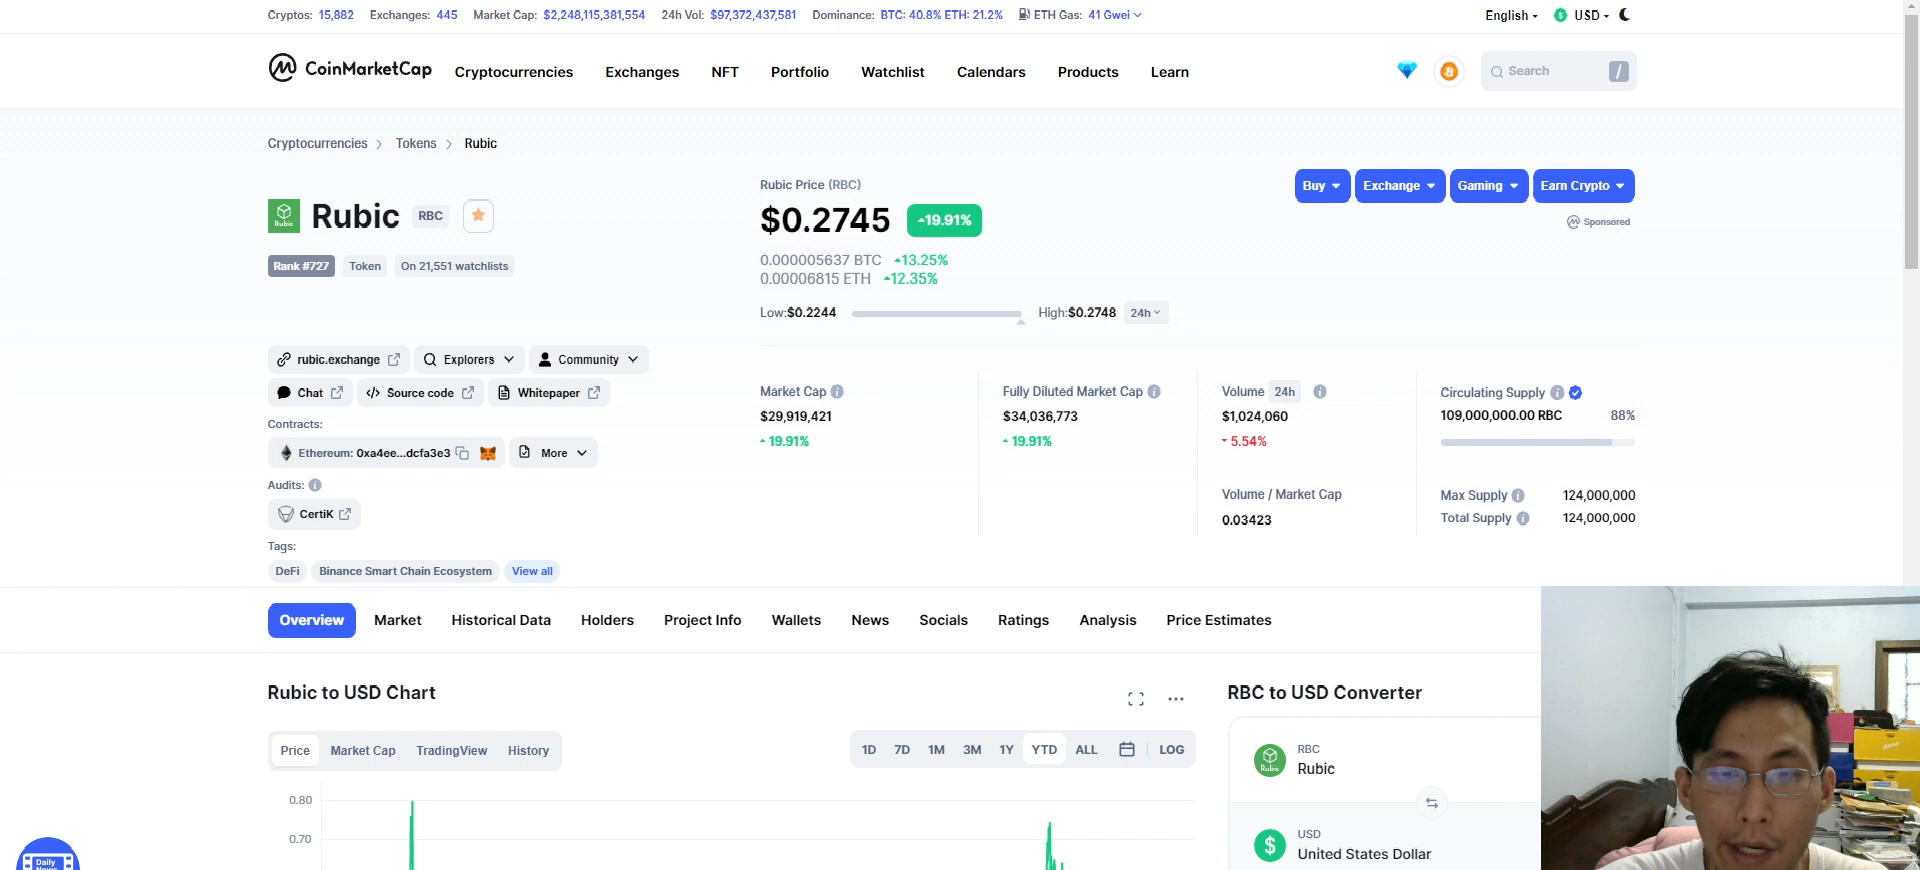 Cryptos: 15,882 Exchanges: 445 Market Cap: $2,248,115,381,554 24h Vol: $97,372,437,581 Dominance: BTC: 40.8% ETH: 21.2% ETH Gas: 41 Gwei English USD
CoinMarketCap Cryptocurrencies Exchanges NFT Portfolio Watchlist Calendars Products Learn Search /
Cryptocurrencies > Tokens > Rubic
Rubic Price (RBC)
Buy Exchange Gaming Earn Crypto
Rubic Rubic RBC
$0.2745 19.91%
Sponsored
Rank #727 Token On 21,551 watchlists
0.000005637 BTC 13.25%
0.00006815 ETH 12.35%
Low:$0.2244 High:$0.2748 24h
rubic.exchange Explorers Community
Chat Source code Whitepaper
Contracts:
Ethereum: 0xa4ee...dcfa3e3 More
Audits:
CertiK
Tags:
DeFi Binance Smart Chain Ecosystem View all
Market Cap
$29,919,421
19.91%
Fully Diluted Market Cap
$34,036,773
19.91%
Volume 24h
$1,024,060
5.54%
Volume / Market Cap
0.03423
Circulating Supply
109,000,000.00 RBC 88%
Max Supply 124,000,000
Total Supply 124,000,000
Overview Market Historical Data Holders Project Info Wallets News Socials Ratings Analysis Price Estimates
Rubic to USD Chart
Price Market Cap TradingView History
1D 7D 1M 3M 1Y YTD ALL LOG
0.80
0.70
RBC to USD Converter
RBC
Rubic
Rubic
USD
United States Dollar
Daily
News